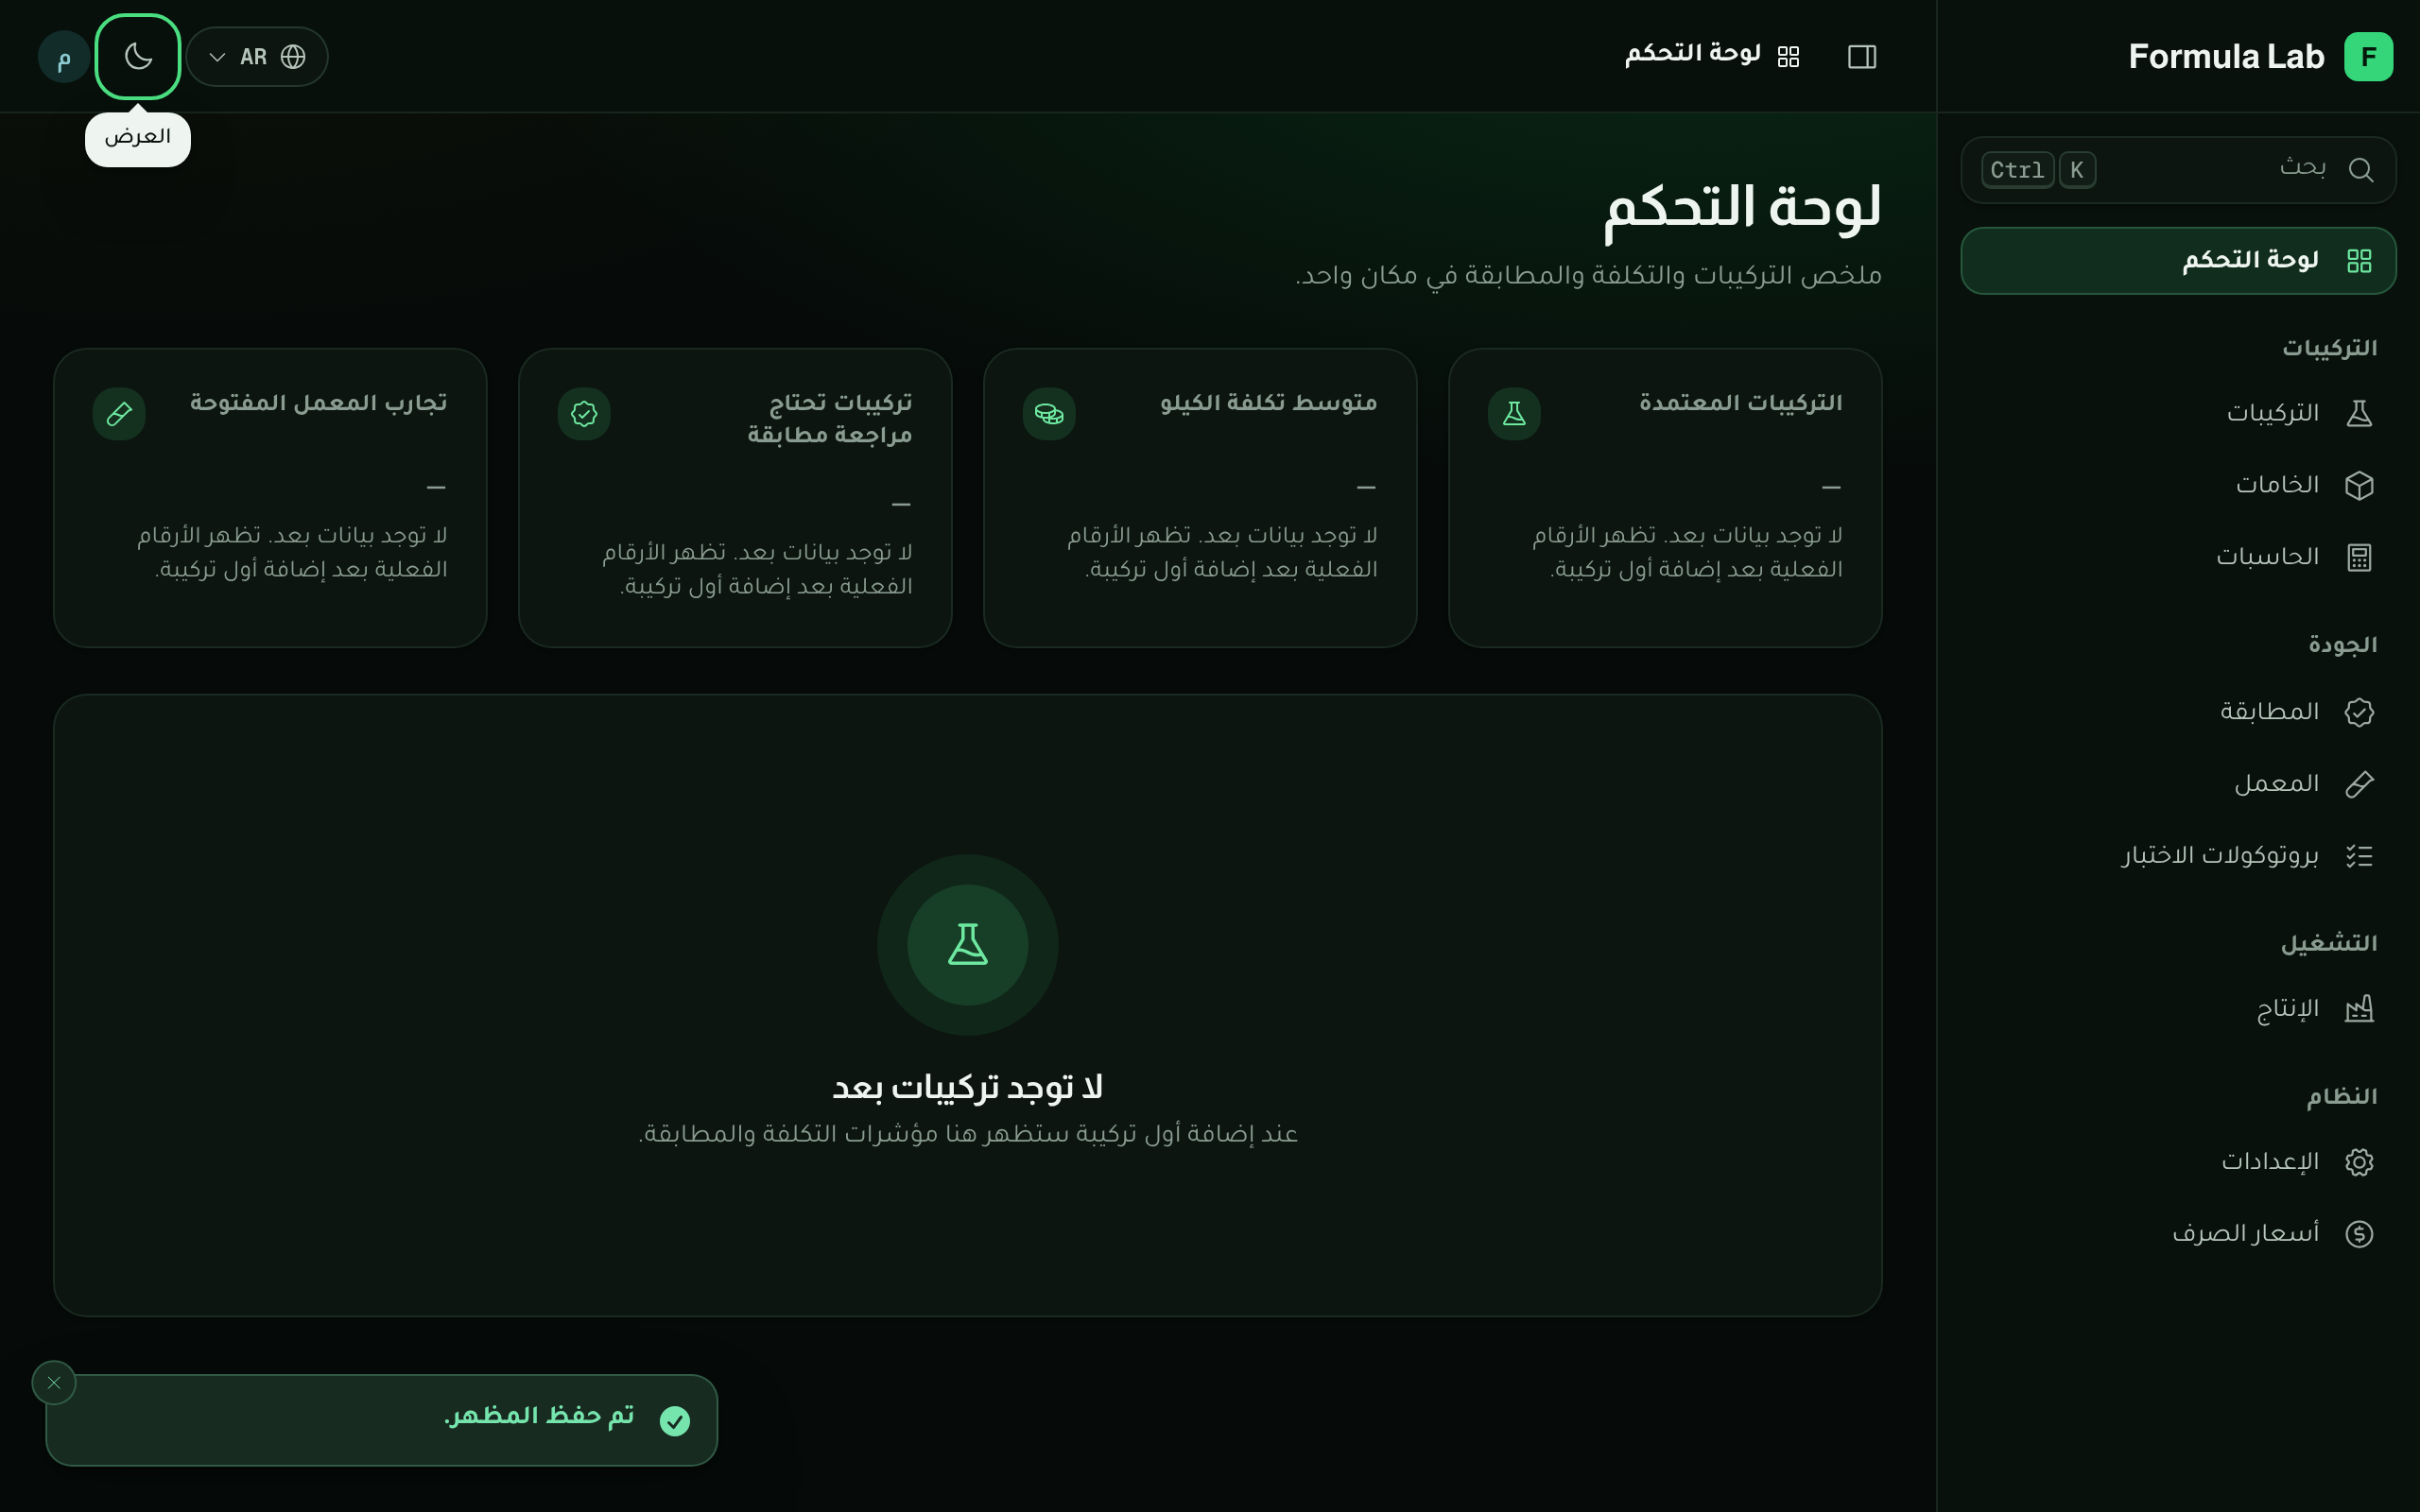 F
Formula Lab
بحث
Ctrl K
لوحة التحكم
التركيبات
التركيبات
الخامات
الحاسبات
الجودة
المطابقة
المعمل
بروتوكولات الاختبار
التشغيل
الإنتاج
النظام
الإعدادات
أسعار الصرف
لوحة التحكم
AR
م
العرض
لوحة التحكم
ملخص التركيبات والتكلفة والمطابقة في مكان واحد.
التركيبات المعتمدة
—
لا توجد بيانات بعد. تظهر الأرقام
الفعلية بعد إضافة أول تركيبة.
متوسط تكلفة الكيلو
—
لا توجد بيانات بعد. تظهر الأرقام
الفعلية بعد إضافة أول تركيبة.
تركيبات تحتاج
مراجعة مطابقة
—
لا توجد بيانات بعد. تظهر الأرقام
الفعلية بعد إضافة أول تركيبة.
تجارب المعمل المفتوحة
—
لا توجد بيانات بعد. تظهر الأرقام
الفعلية بعد إضافة أول تركيبة.
لا توجد تركيبات بعد
عند إضافة أول تركيبة ستظهر هنا مؤشرات التكلفة والمطابقة.
تم حفظ المظهر.